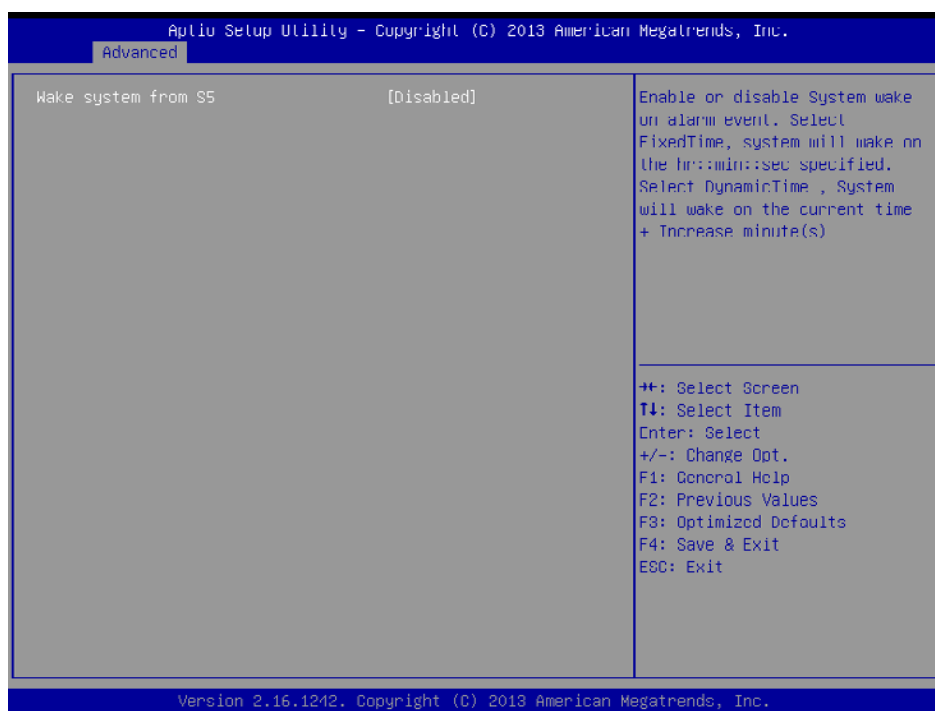 Aptio Setup Utility - Copyright (C) 2013 American Megatrends, Inc.
Advanced
Wake system from S5 [Disabled]
Enable or disable System wake
on alarm event. Select
FixedTime, system will wake on
the hr::min::sec specified.
Select DynamicTime , System
will wake on the current time
+ Increase minute(s)
→←: Select Screen
↑↓: Select Item
Enter: Select
+/-: Change Opt.
F1: General Help
F2: Previous Values
F3: Optimized Defaults
F4: Save & Exit
ESC: Exit
Version 2.16.1242. Copyright (C) 2013 American Megatrends, Inc.